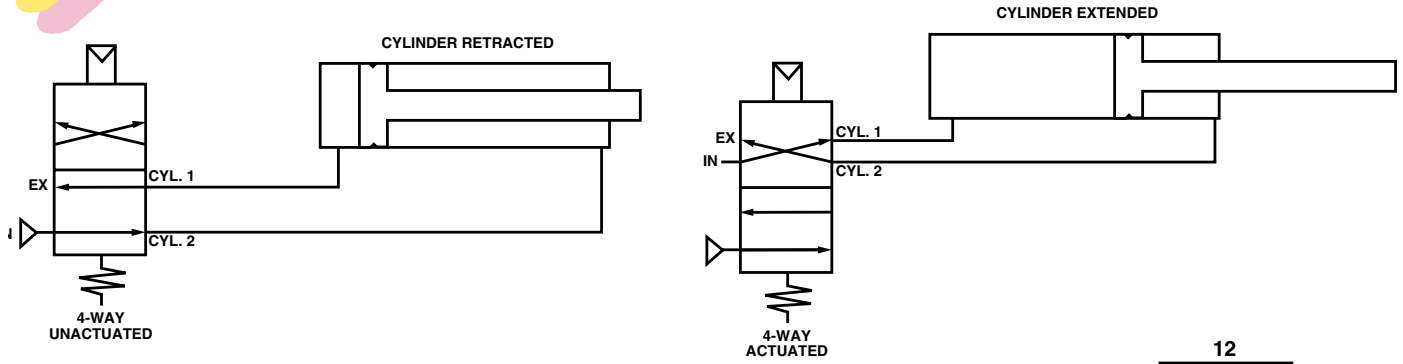 CYLINDER RETRACTED
CYL. 1
EX
CYL. 2
4-WAY
UNACTUATED
CYLINDER EXTENDED
EX
CYL. 1
IN
CYL. 2
4-WAY
ACTUATED
12